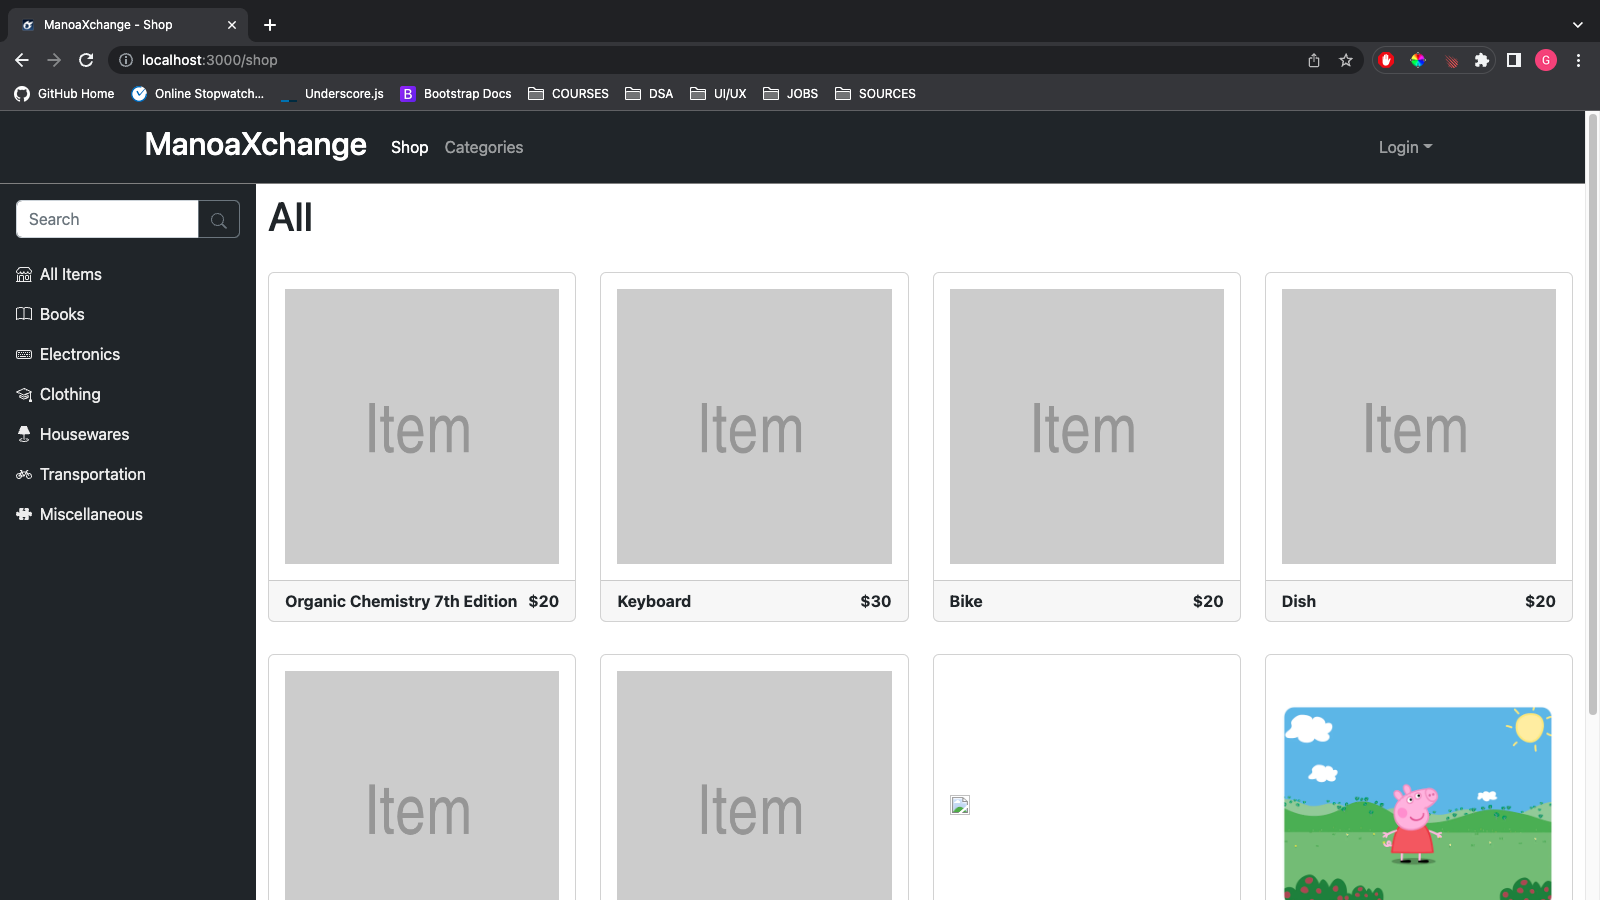 ManoaXchange - Shop
localhost:3000/shop
G
GitHub Home
Online Stopwatch...
Underscore.js
B Bootstrap Docs
COURSES
DSA
UI/UX
JOBS
SOURCES
ManoaXchange
Shop
Categories
Login
Search
All Items
Books
Electronics
Clothing
Housewares
Transportation
Miscellaneous
All
Item
Item
Item
Item
Organic Chemistry 7th Edition $20
Keyboard $30
Bike $20
Dish $20
Item
Item